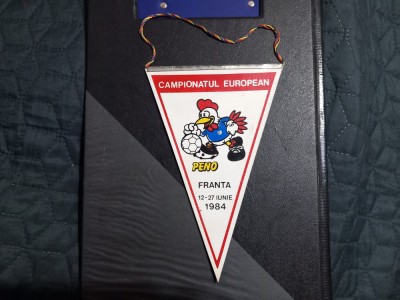 CAMPIONATUL EUROPEAN
PENO
FRANTA
12-27 IUNIE
1984